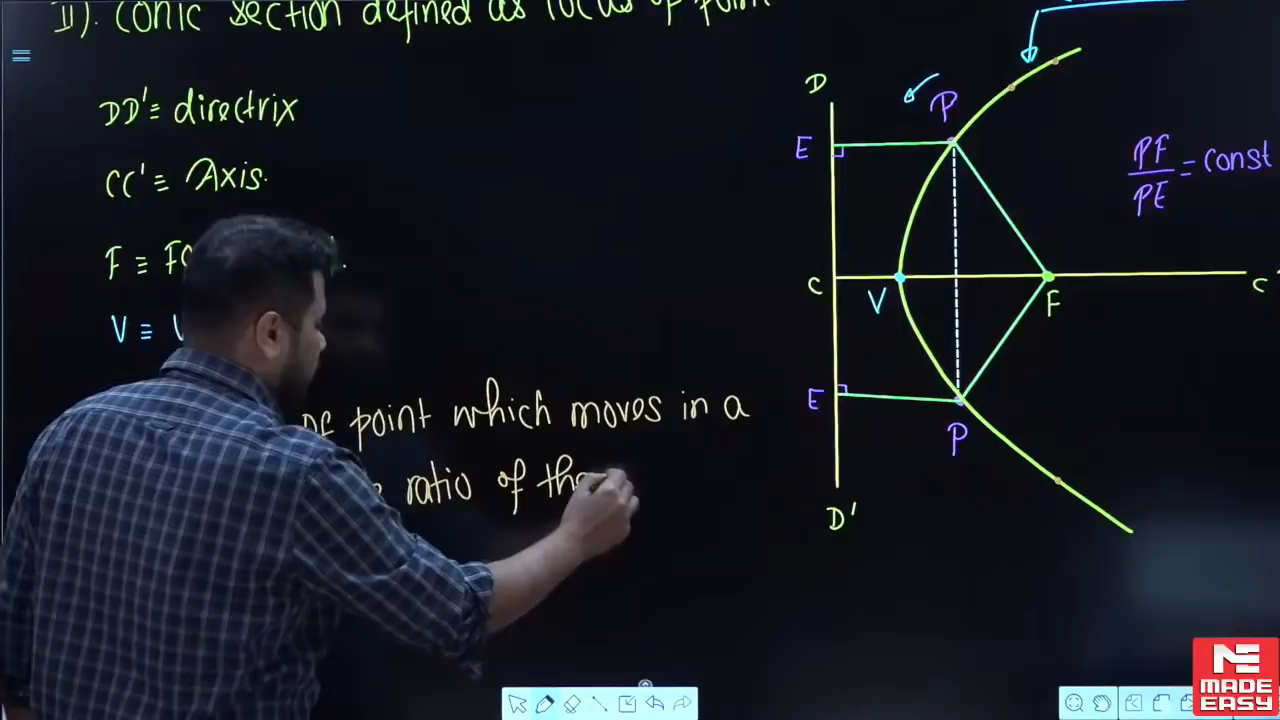 II). Conic section defined as locus of point
DD' ≡ directrix
CC' ≡ Axis.
F ≡
V ≡
of point which moves in a
ratio of the
D
P
E
PF
PE
= const
C
V
F
C'
E
P
D'
MADE
EASY